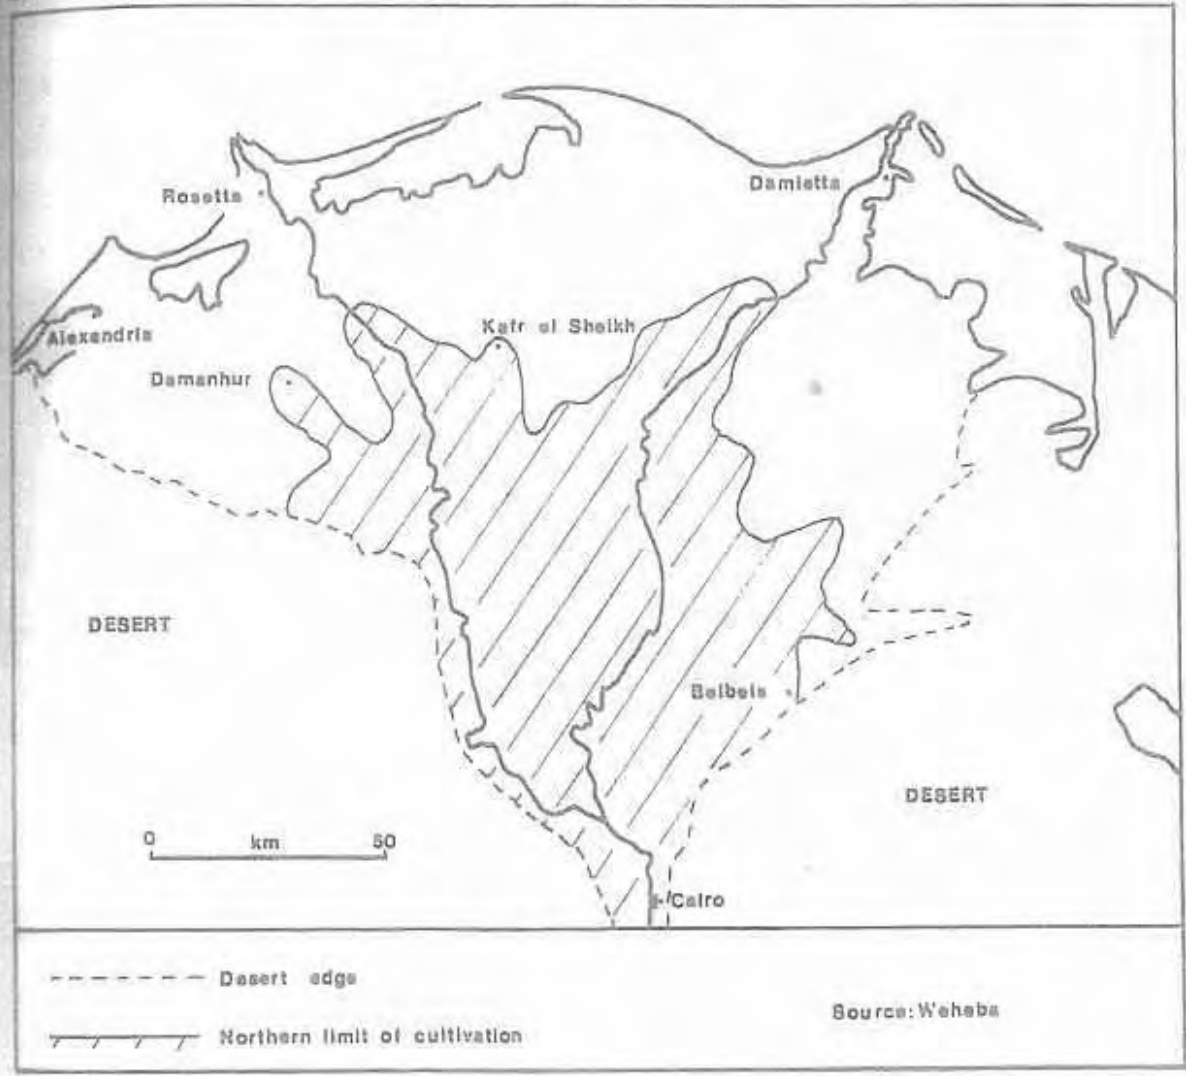 Rosetta
Damietta
Alexandria
Kafr el Sheikh
Damanhur
DESERT
Belbeis
DESERT
0 km 50
Cairo
Desert edge
Source: Waheba
Northern limit of cultivation